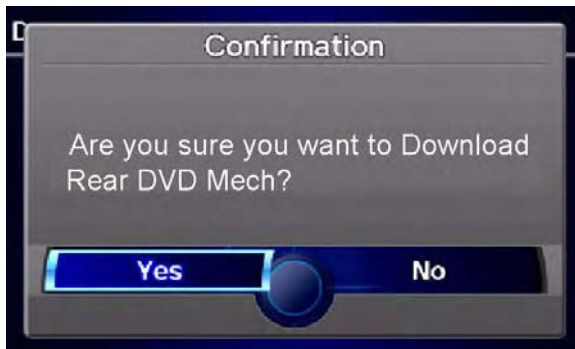 Confirmation
Are you sure you want to Download
Rear DVD Mech?
Yes
No